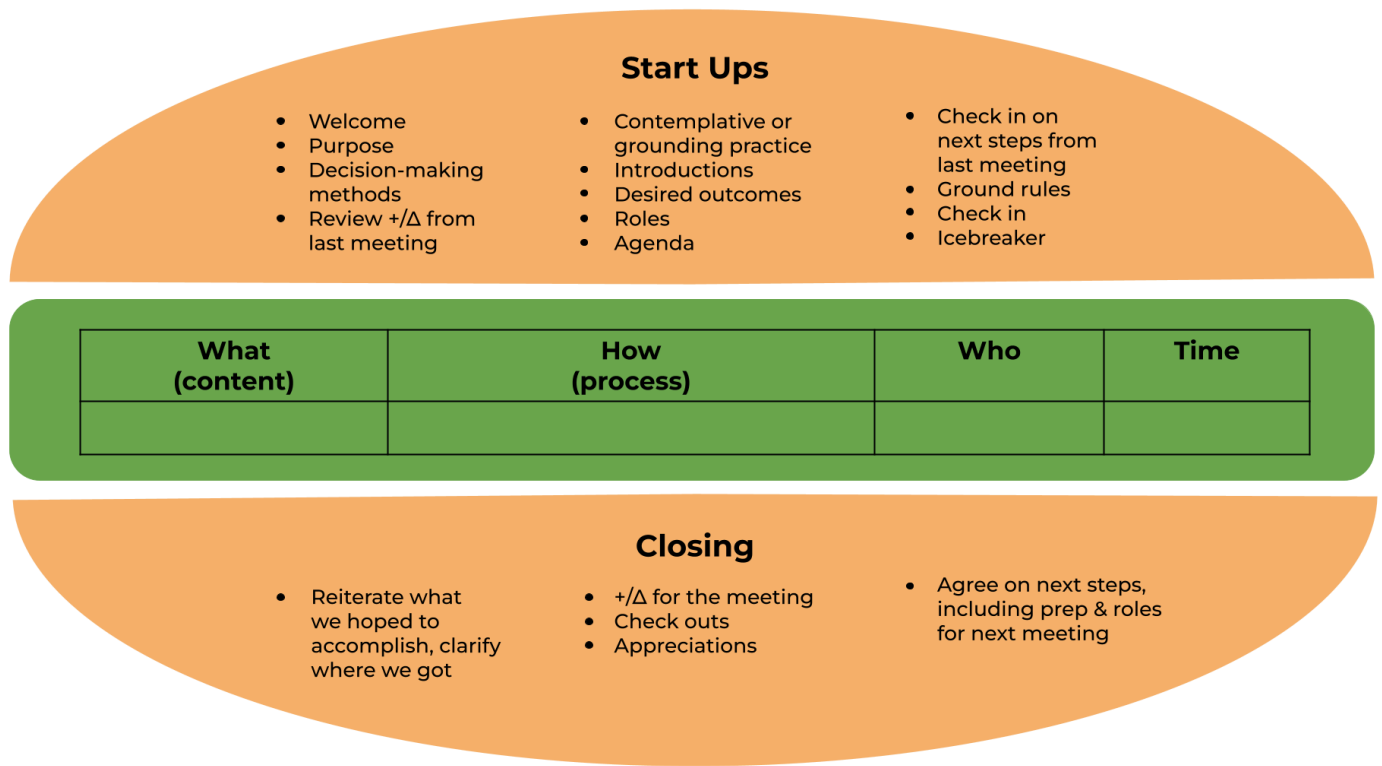 Start Ups
• Welcome
• Purpose
• Decision-making
methods
• Review +/Δ from
last meeting
• Contemplative or
grounding practice
• Introductions
• Desired outcomes
• Roles
• Agenda
• Check in on
next steps from
last meeting
• Ground rules
• Check in
• Icebreaker
What
(content)
How
(process)
Who
Time
Closing
• Reiterate what
we hoped to
accomplish, clarify
where we got
• +/Δ for the meeting
• Check outs
• Appreciations
• Agree on next steps,
including prep & roles
for next meeting